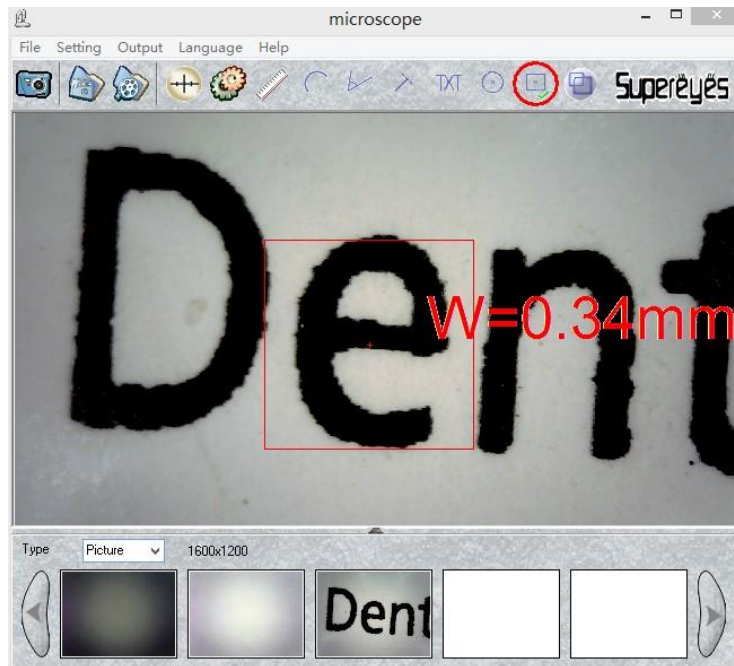 microscope
File Setting Output Language Help
TXT Supereyes
Dent
W=0.34mm
Type Picture 1600x1200
Dent